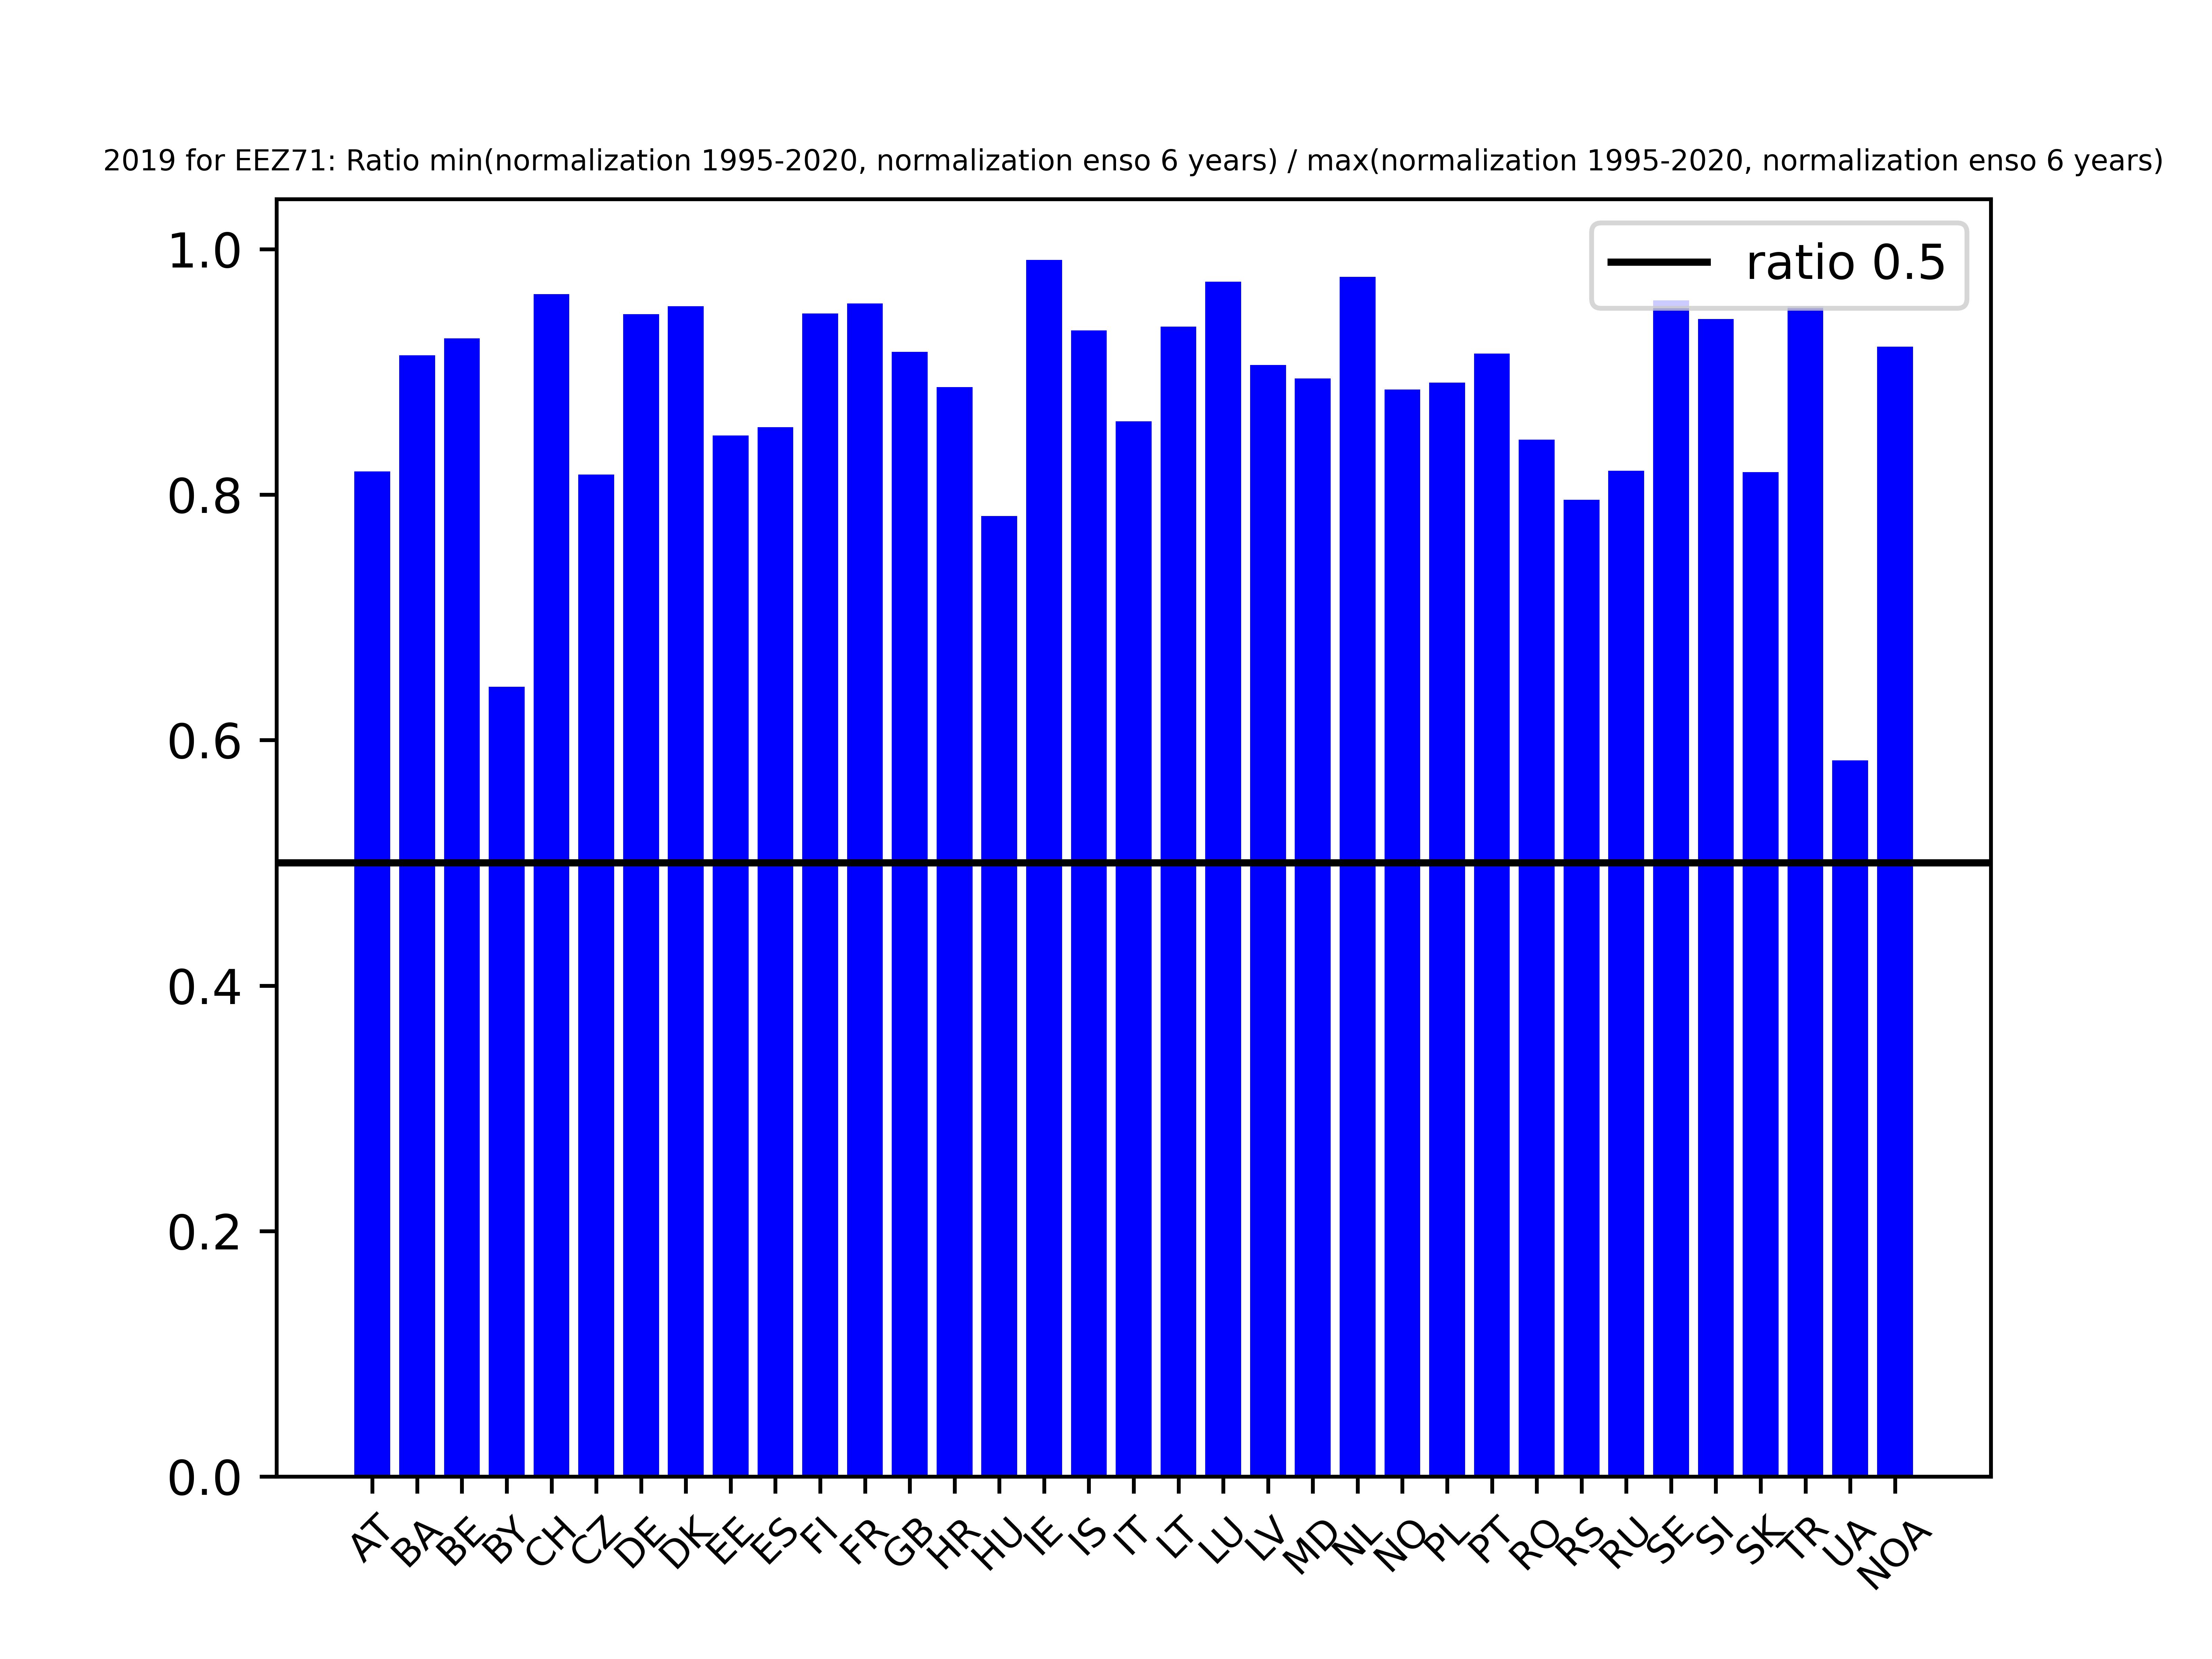 2019 for EEZ71: Ratio min(normalization 1995-2020, normalization enso 6 years) / max(normalization 1995-2020, normalization enso 6 years)
ratio 0.5
1.0
0.8
0.6
0.4
0.2
0.0
AT BA BE BY CH CZ DE DK EE ES FI FR GB HR HU IE IS IT LT LU LV MD NL NO PL PT RO RS RU SE SI SK TR UA NOA